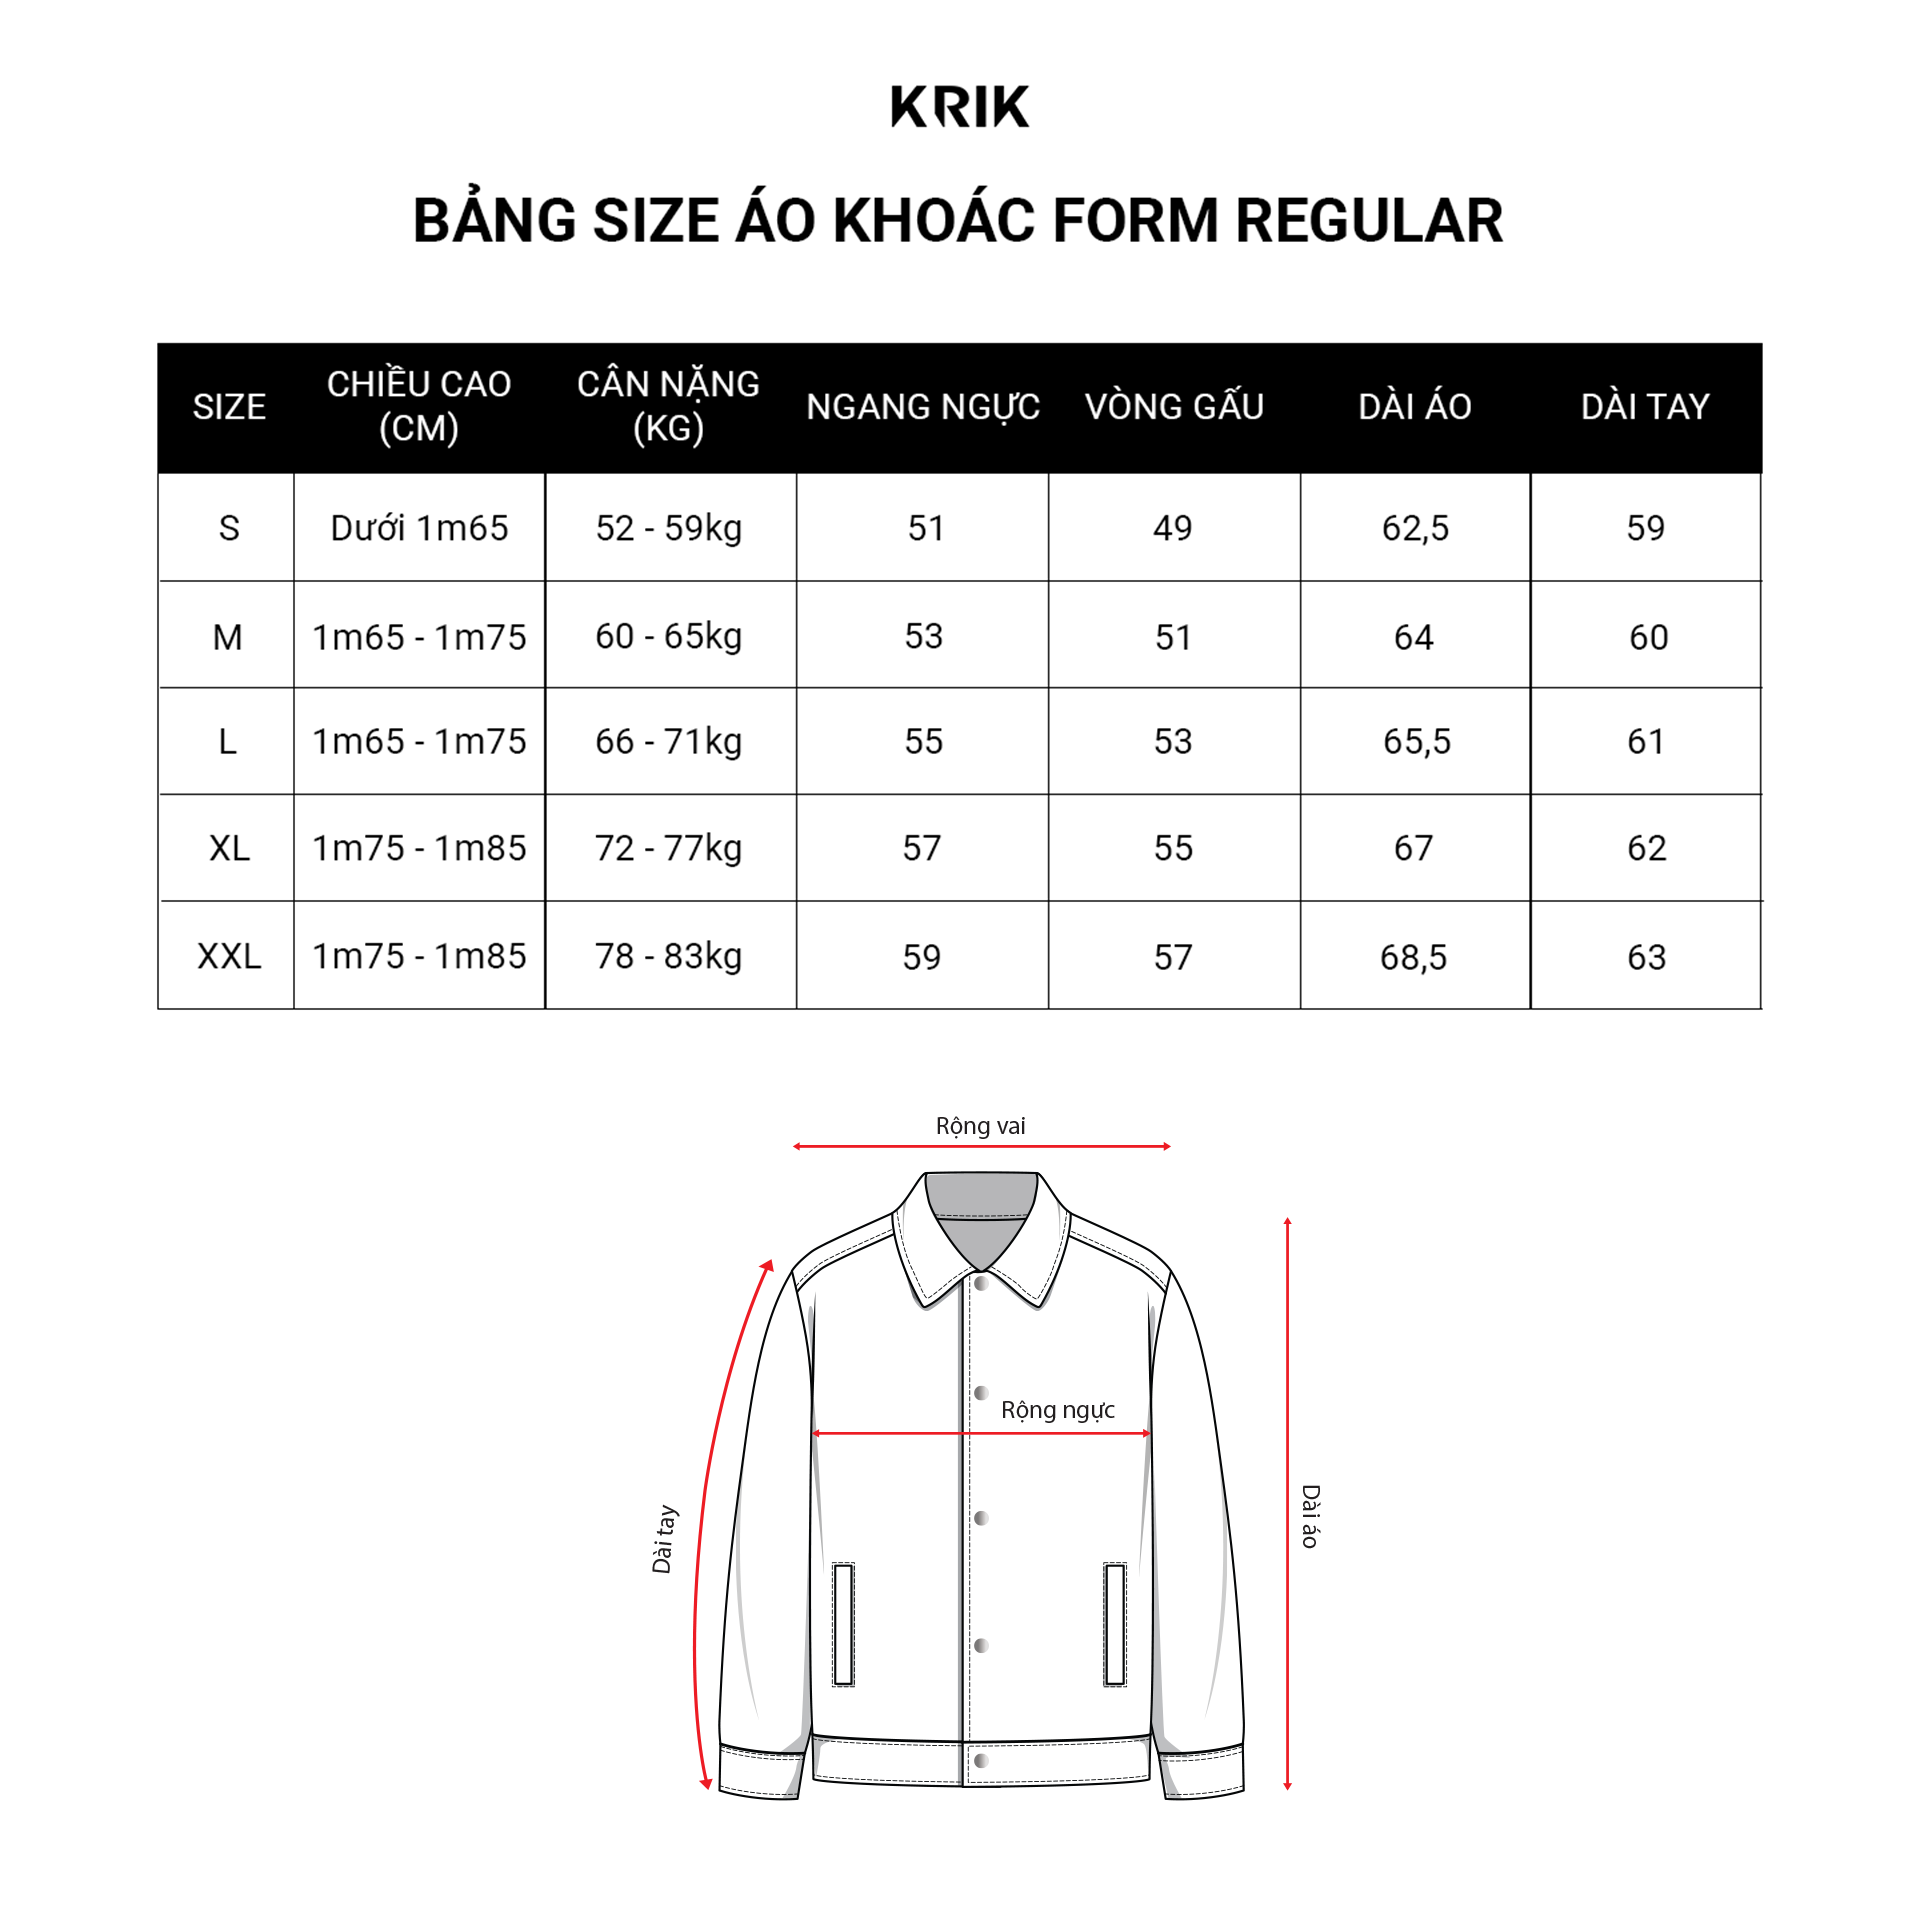 KRIK
BẢNG SIZE ÁO KHOÁC FORM REGULAR
SIZE CHIỀU CAO (CM) CÂN NẶNG (KG) NGANG NGỰC VÒNG GẤU DÀI ÁO DÀI TAY
S Dưới 1m65 52 - 59kg 51 49 62,5 59
M 1m65 - 1m75 60 - 65kg 53 51 64 60
L 1m65 - 1m75 66 - 71kg 55 53 65,5 61
XL 1m75 - 1m85 72 - 77kg 57 55 67 62
XXL 1m75 - 1m85 78 - 83kg 59 57 68,5 63
Rộng vai
Rộng ngực
Dài tay
Dài áo